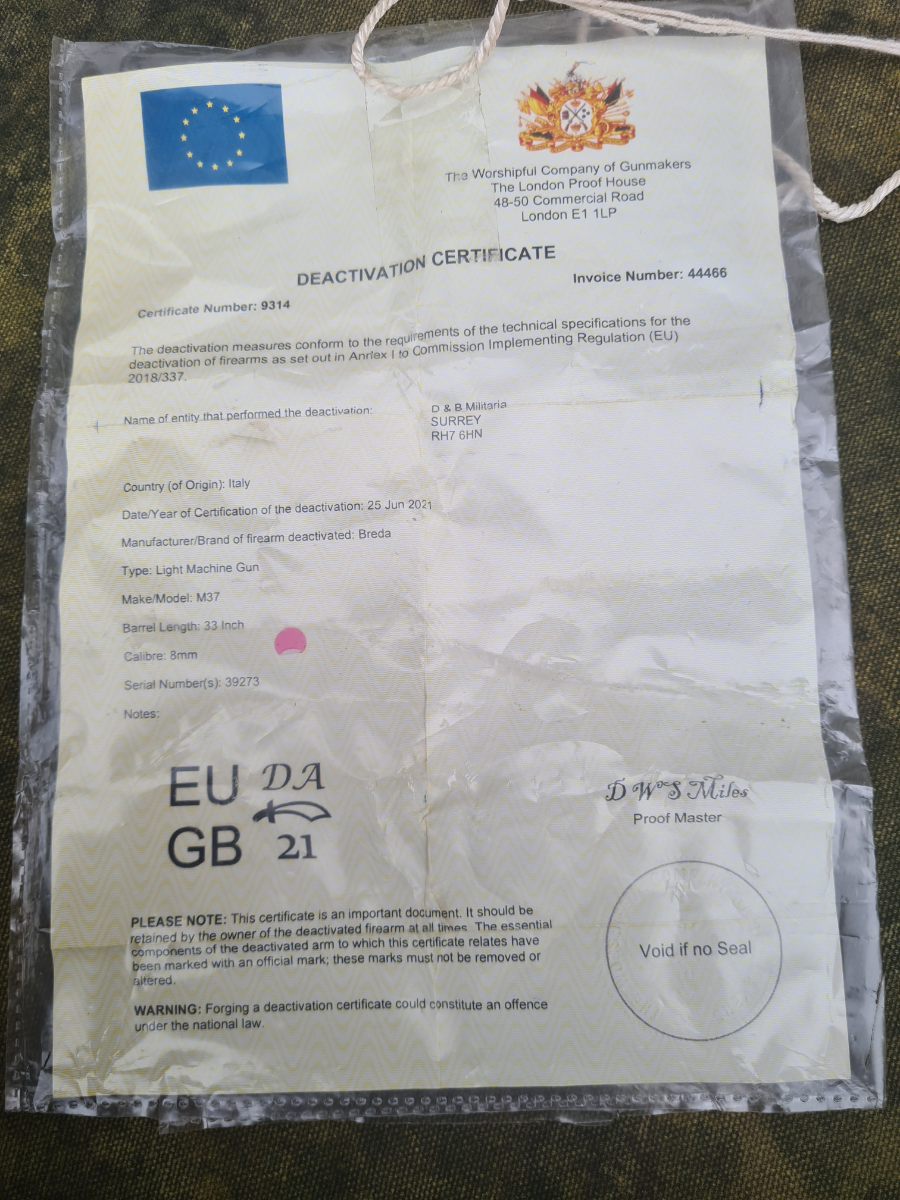 The Worshipful Company of Gunmakers
The London Proof House
48-50 Commercial Road
London E1 1LP
DEACTIVATION CERTIFICATE
Invoice Number: 44466
Certificate Number: 9314
The deactivation measures conform to the requirements of the technical specifications for the
deactivation of firearms as set out in Annex I to Commission Implementing Regulation (EU)
2018/337.
Name of entity that performed the deactivation:
D & B Militaria
SURREY
RH7 6HN
Country (of Origin): Italy
Date/Year of Certification of the deactivation: 25 Jun 2021
Manufacturer/Brand of firearm deactivated: Breda
Type: Light Machine Gun
Make/Model: M37
Barrel Length: 33 Inch
Calibre: 8mm
Serial Number(s): 39273
Notes:
EU DA
GB 21
D W S Miles
Proof Master
PLEASE NOTE: This certificate is an important document. It should be
retained by the owner of the deactivated firearm at all times. The essential
components of the deactivated arm to which this certificate relates have
been marked with an official mark; these marks must not be removed or
altered.
Void if no Seal
WARNING: Forging a deactivation certificate could constitute an offence
under the national law.